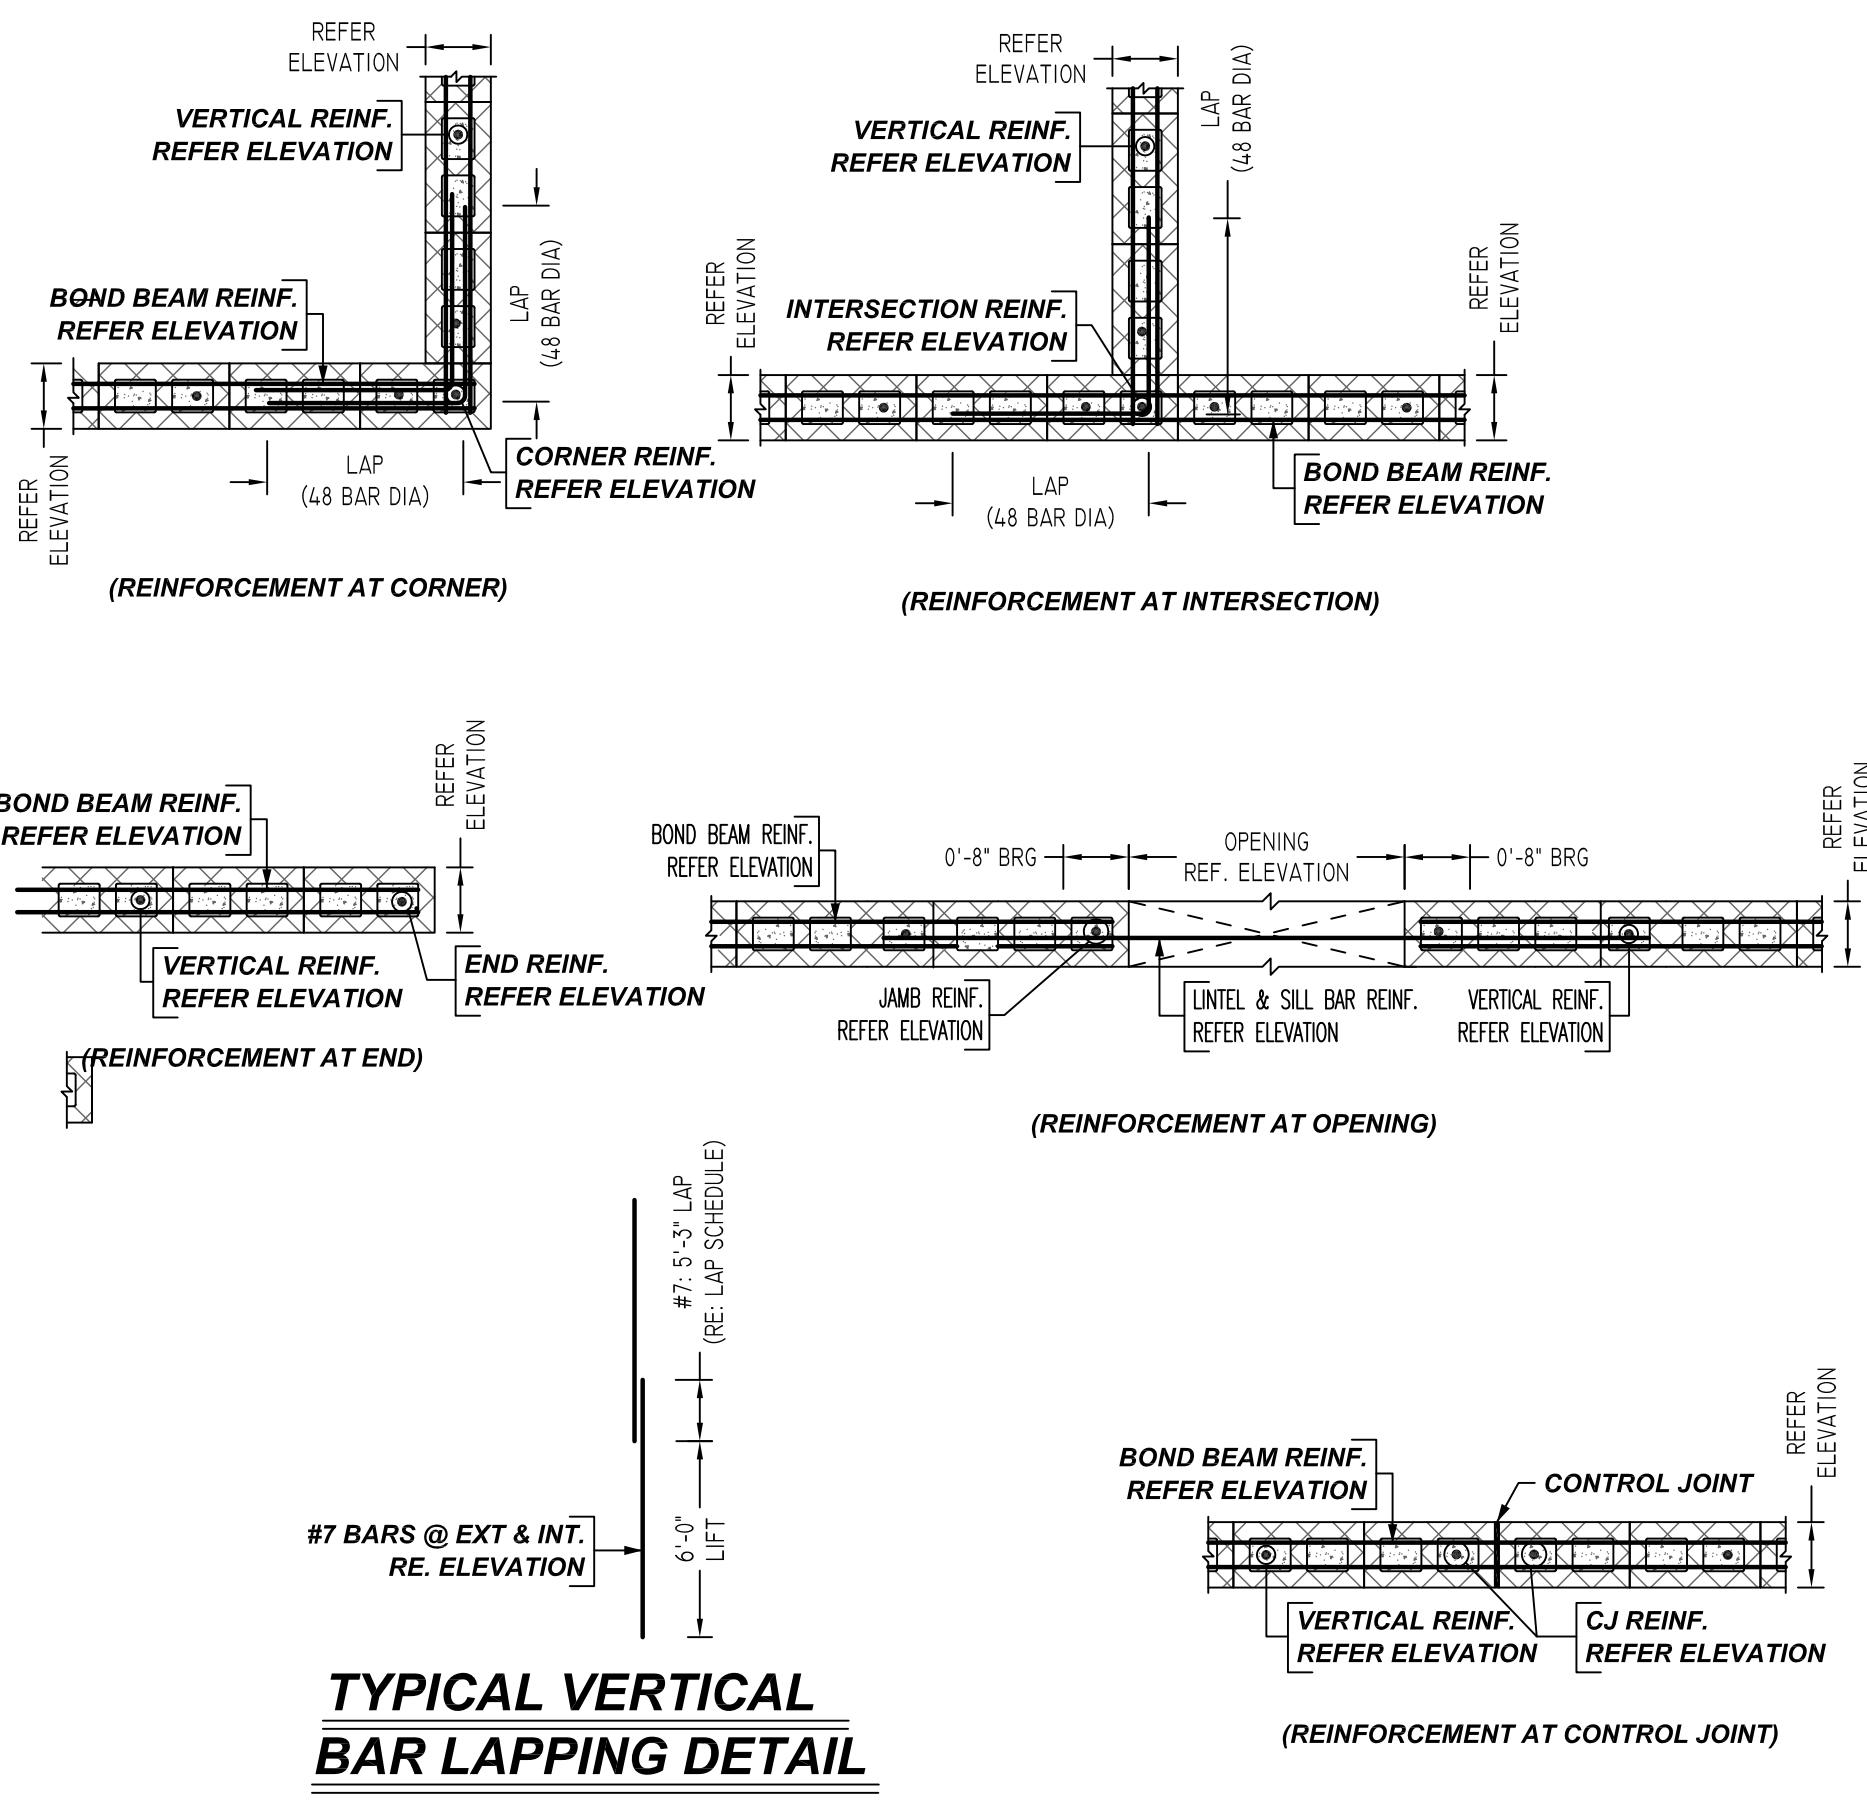 REFER
ELEVATION
VERTICAL REINF.
REFER ELEVATION
BOND BEAM REINF.
REFER ELEVATION
LAP
(48 BAR DIA)
REFER
ELEVATION
LAP
(48 BAR DIA)
CORNER REINF.
REFER ELEVATION
(REINFORCEMENT AT CORNER)
REFER
ELEVATION
LAP
(48 BAR DIA)
VERTICAL REINF.
REFER ELEVATION
REFER
ELEVATION
INTERSECTION REINF.
REFER ELEVATION
REFER
ELEVATION
LAP
(48 BAR DIA)
BOND BEAM REINF.
REFER ELEVATION
(REINFORCEMENT AT INTERSECTION)
BOND BEAM REINF.
REFER ELEVATION
REFER
ELEVATION
VERTICAL REINF.
REFER ELEVATION
END REINF.
REFER ELEVATION
(REINFORCEMENT AT END)
BOND BEAM REINF.
REFER ELEVATION
0'-8" BRG
OPENING
REF. ELEVATION
0'-8" BRG
REFER
ELEVATION
JAMB REINF.
REFER ELEVATION
LINTEL & SILL BAR REINF.
REFER ELEVATION
VERTICAL REINF.
REFER ELEVATION
(REINFORCEMENT AT OPENING)
#7: 5'-3" LAP
(RE: LAP SCHEDULE)
#7 BARS @ EXT & INT.
RE. ELEVATION
6'-0"
LIFT
TYPICAL VERTICAL
BAR LAPPING DETAIL
BOND BEAM REINF.
REFER ELEVATION
CONTROL JOINT
REFER
ELEVATION
VERTICAL REINF.
REFER ELEVATION
CJ REINF.
REFER ELEVATION
(REINFORCEMENT AT CONTROL JOINT)